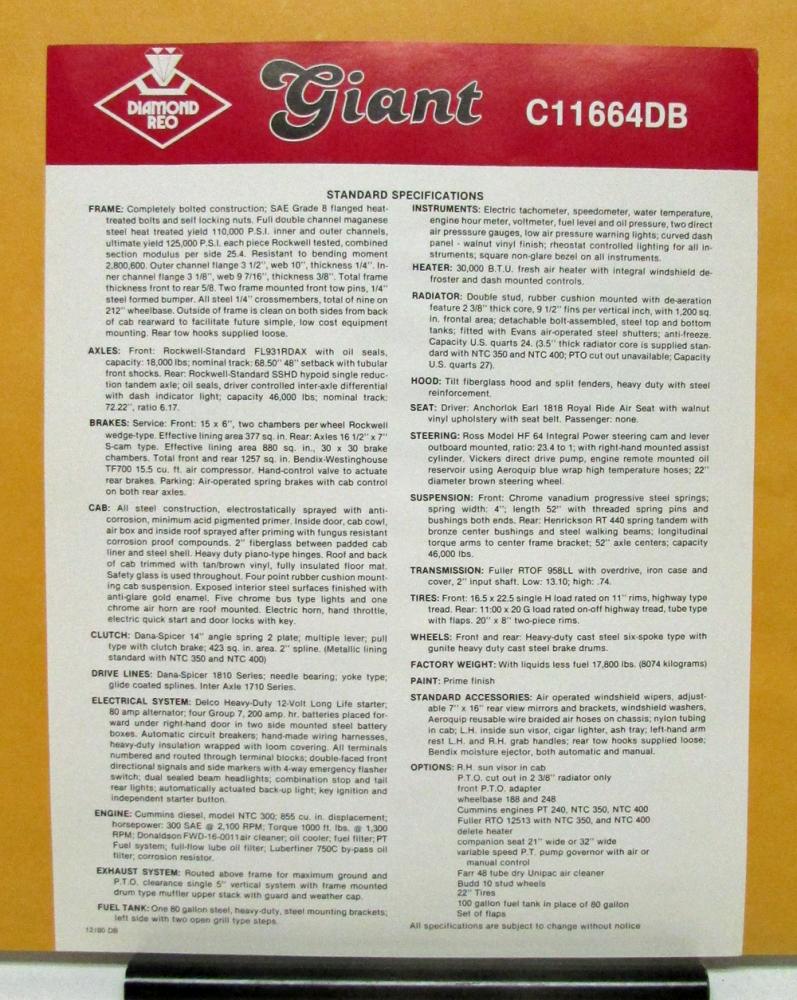 DIAMOND
REO
Giant
C11664DB
STANDARD SPECIFICATIONS
FRAME: Completely bolted construction; SAE Grade 8 flanged heat-
treated bolts and self locking nuts. Full double channel maganese
steel heat treated yield 110,000 P.S.I. inner and outer channels,
ultimate yield 125,000 P.S.I. each piece Rockwell tested, combined
section modulus per side 25.4. Resistant to bending moment
2,800,600. Outer channel flange 3 1/2", web 10", thickness 1/4". In-
ner channel flange 3 1/8", web 9 7/16", thickness 3/8". Total frame
thickness front to rear 5/8. Two frame mounted front tow pins, 1/4"
steel formed bumper. All steel 1/4" crossmembers, total of nine on
212" wheelbase. Outside of frame is clean on both sides from back
of cab rearward to facilitate future simple, low cost equipment
mounting. Rear tow hooks supplied loose.
AXLES: Front: Rockwell-Standard FL931RDAX with oil seals,
capacity: 18,000 lbs; nominal track: 68.50" 48" setback with tubular
front shocks. Rear: Rockwell-Standard SSHD hypoid single reduc-
tion tandem axle; oil seals, driver controlled inter-axle differential
with dash indicator light; capacity 46,000 lbs; nominal track:
72.22", ratio 6.17.
BRAKES: Service: Front: 15 x 6", two chambers per wheel Rockwell
wedge-type. Effective lining area 377 sq. in. Rear: Axles 16 1/2" x 7"
S-cam type. Effective lining area 880 sq. in., 30 x 30 brake
chambers. Total front and rear 1257 sq. in. Bendix-Westinghouse
TF700 15.5 cu. ft. air compressor. Hand-control valve to actuate
rear brakes. Parking: Air-operated spring brakes with cab control
on both rear axles.
CAB: All steel construction, electrostatically sprayed with anti-
corrosion, minimum acid pigmented primer. Inside door, cab cowl,
air box and inside roof sprayed after priming with fungus resistant
corrosion proof compounds. 2" fiberglass between padded cab
liner and steel shell. Heavy duty piano-type hinges. Roof and back
of cab trimmed with tan/brown vinyl, fully insulated floor mat.
Safety glass is used throughout. Four point rubber cushion mount-
ing cab suspension. Exposed interior steel surfaces finished with
anti-glare gold enamel. Five chrome bus type lights and one
chrome air horn are roof mounted. Electric horn, hand throttle,
electric quick start and door locks with key.
CLUTCH: Dana-Spicer 14" angle spring 2 plate; multiple lever; pull
type with clutch brake; 423 sq. in. area. 2" spline. (Metallic lining
standard with NTC 350 and NTC 400)
DRIVE LINES: Dana-Spicer 1810 Series; needle bearing; yoke type;
glide coated splines. Inter Axle 1710 Series.
ELECTRICAL SYSTEM: Delco Heavy-Duty 12-Volt Long Life starter;
80 amp alternator; four Group 7, 200 amp. hr. batteries placed for-
ward under right-hand door in two side mounted steel battery
boxes. Automatic circuit breakers; hand-made wiring harnesses,
heavy-duty insulation wrapped with loom covering. All terminals
numbered and routed through terminal blocks; double-faced front
directional signals and side markers with 4-way emergency flasher
switch; dual sealed beam headlights; combination stop and tail
rear lights; automatically actuated back-up light; key ignition and
independent starter button.
ENGINE: Cummins diesel, model NTC 300; 855 cu. in. displacement;
horsepower: 300 SAE @ 2,100 RPM; Torque 1000 ft. lbs. @ 1,300
RPM; Donaldson FWD-16-0011 air cleaner; oil cooler; fuel filter; PT
Fuel system; full-flow lube oil filter; Luberfiner 750C by-pass oil
filter; corrosion resistor.
EXHAUST SYSTEM: Routed above frame for maximum ground and
P.T.O. clearance single 5" vertical system with frame mounted
drum type muffler upper stack with guard and weather cap.
FUEL TANK: One 80 gallon steel, heavy-duty, steel mounting brackets;
left side with two open grill type steps.
12/80 DB
INSTRUMENTS: Electric tachometer, speedometer, water temperature,
engine hour meter, voltmeter, fuel level and oil pressure, two direct
air presssure gauges, low air pressure warning lights; curved dash
panel - walnut vinyl finish; rheostat controlled lighting for all in-
struments; square non-glare bezel on all instruments.
HEATER: 30,000 B.T.U. fresh air heater with integral windshield de-
froster and dash mounted controls.
RADIATOR: Double stud, rubber cushion mounted with de-aeration
feature 2 3/8" thick core, 9 1/2" fins per vertical inch, with 1,200 sq.
in. frontal area; detachable bolt-assembled, steel top and bottom
tanks; fitted with Evans air-operated steel shutters; anti-freeze.
Capacity U.S. quarts 24. (3.5" thick radiator core is supplied stan-
dard with NTC 350 and NTC 400; PTO cut out unavailable; Capacity
U.S. quarts 27).
HOOD: Tilt fiberglass hood and split fenders, heavy duty with steel
reinforcement.
SEAT: Driver: Anchorlok Earl 1818 Royal Ride Air Seat with walnut
vinyl upholstery with seat belt. Passenger: none.
STEERING: Ross Model HF 64 Integral Power steering cam and lever
outboard mounted, ratio: 23.4 to 1; with right-hand mounted assist
cylinder. Vickers direct drive pump, engine remote mounted oil
reservoir using Aeroquip blue wrap high temperature hoses; 22"
diameter brown steering wheel.
SUSPENSION: Front: Chrome vanadium progressive steel springs;
spring width: 4"; length 52" with threaded spring pins and
bushings both ends. Rear: Henrickson RT 440 spring tandem with
bronze center bushings and steel walking beams; longitudinal
torque arms to center frame bracket; 52" axle centers; capacity
46,000 lbs.
TRANSMISSION: Fuller RTOF 958LL with overdrive, iron case and
cover, 2" input shaft. Low: 13.10; high: .74.
TIRES: Front: 16.5 x 22.5 single H load rated on 11" rims, highway type
tread. Rear: 11:00 x 20 G load rated on-off highway tread, tube type
with flaps. 20" x 8" two-piece rims.
WHEELS: Front and rear: Heavy-duty cast steel six-spoke type with
gunite heavy duty cast steel brake drums.
FACTORY WEIGHT: With liquids less fuel 17,800 lbs. (8074 kilograms)
PAINT: Prime finish
STANDARD ACCESSORIES: Air operated windshield wipers, adjust-
able 7" x 16" rear view mirrors and brackets, windshield washers,
Aeroquip reusable wire braided air hoses on chassis; nylon tubing
in cab; L.H. inside sun visor, cigar lighter, ash tray; left-hand arm
rest L.H. and R.H. grab handles; rear tow hooks supplied loose;
Bendix moisture ejector, both automatic and manual.
OPTIONS: R.H. sun visor in cab
P.T.O. cut out in 2 3/8" radiator only
front P.T.O. adapter
wheelbase 188 and 248
Cummins engines PT 240, NTC 350, NTC 400
Fuller RTO 12513 with NTC 350, and NTC 400
delete heater
companion seat 21" wide or 32" wide
variable speed P.T. pump governor with air or
manual control
Farr 48 tube dry Unipac air cleaner
Budd 10 stud wheels
22" Tires
100 gallon fuel tank in place of 80 gallon
Set of flaps
All specifications are subject to change without notice